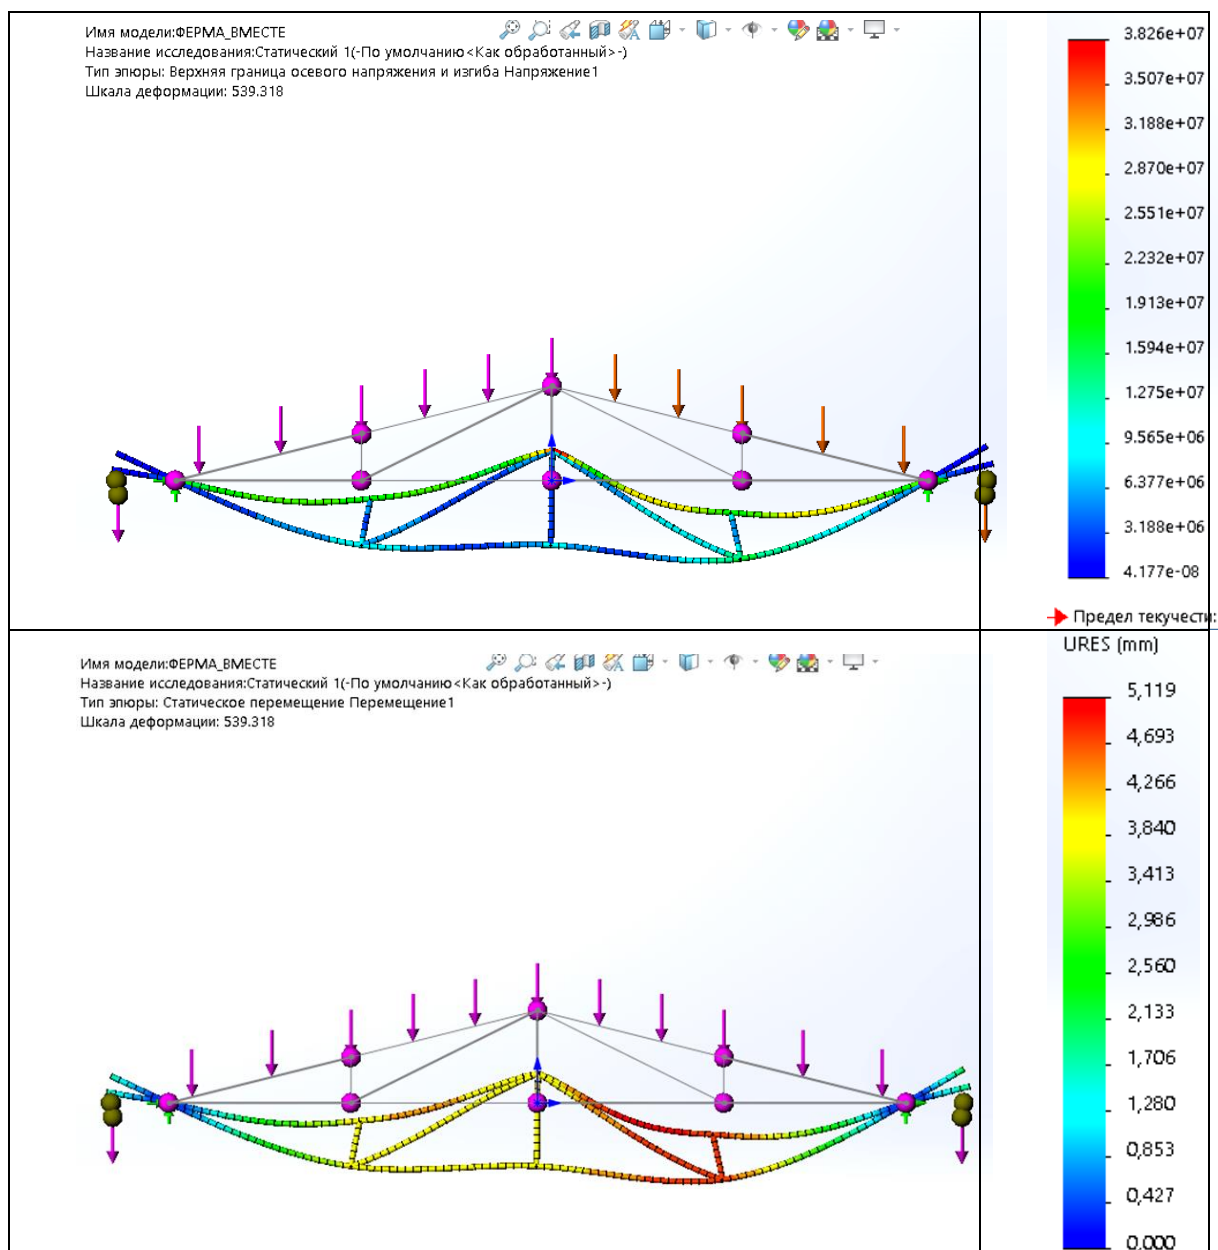 Имя модели:ФЕРМА_ВМЕСТЕ
Название исследования:Статический 1(-По умолчанию<Как обработанный>-)
Тип эпюры: Верхняя граница осевого напряжения и изгиба Напряжение1
Шкала деформации: 539.318
3.826e+07
3.507e+07
3.188e+07
2.870e+07
2.551e+07
2.232e+07
1.913e+07
1.594e+07
1.275e+07
9.565e+06
6.377e+06
3.188e+06
4.177e-08
Предел текучести:
Имя модели:ФЕРМА_ВМЕСТЕ
Название исследования:Статический 1(-По умолчанию<Как обработанный>-)
Тип эпюры: Статическое перемещение Перемещение1
Шкала деформации: 539.318
URES (mm)
5,119
4,693
4,266
3,840
3,413
2,986
2,560
2,133
1,706
1,280
0,853
0,427
0,000